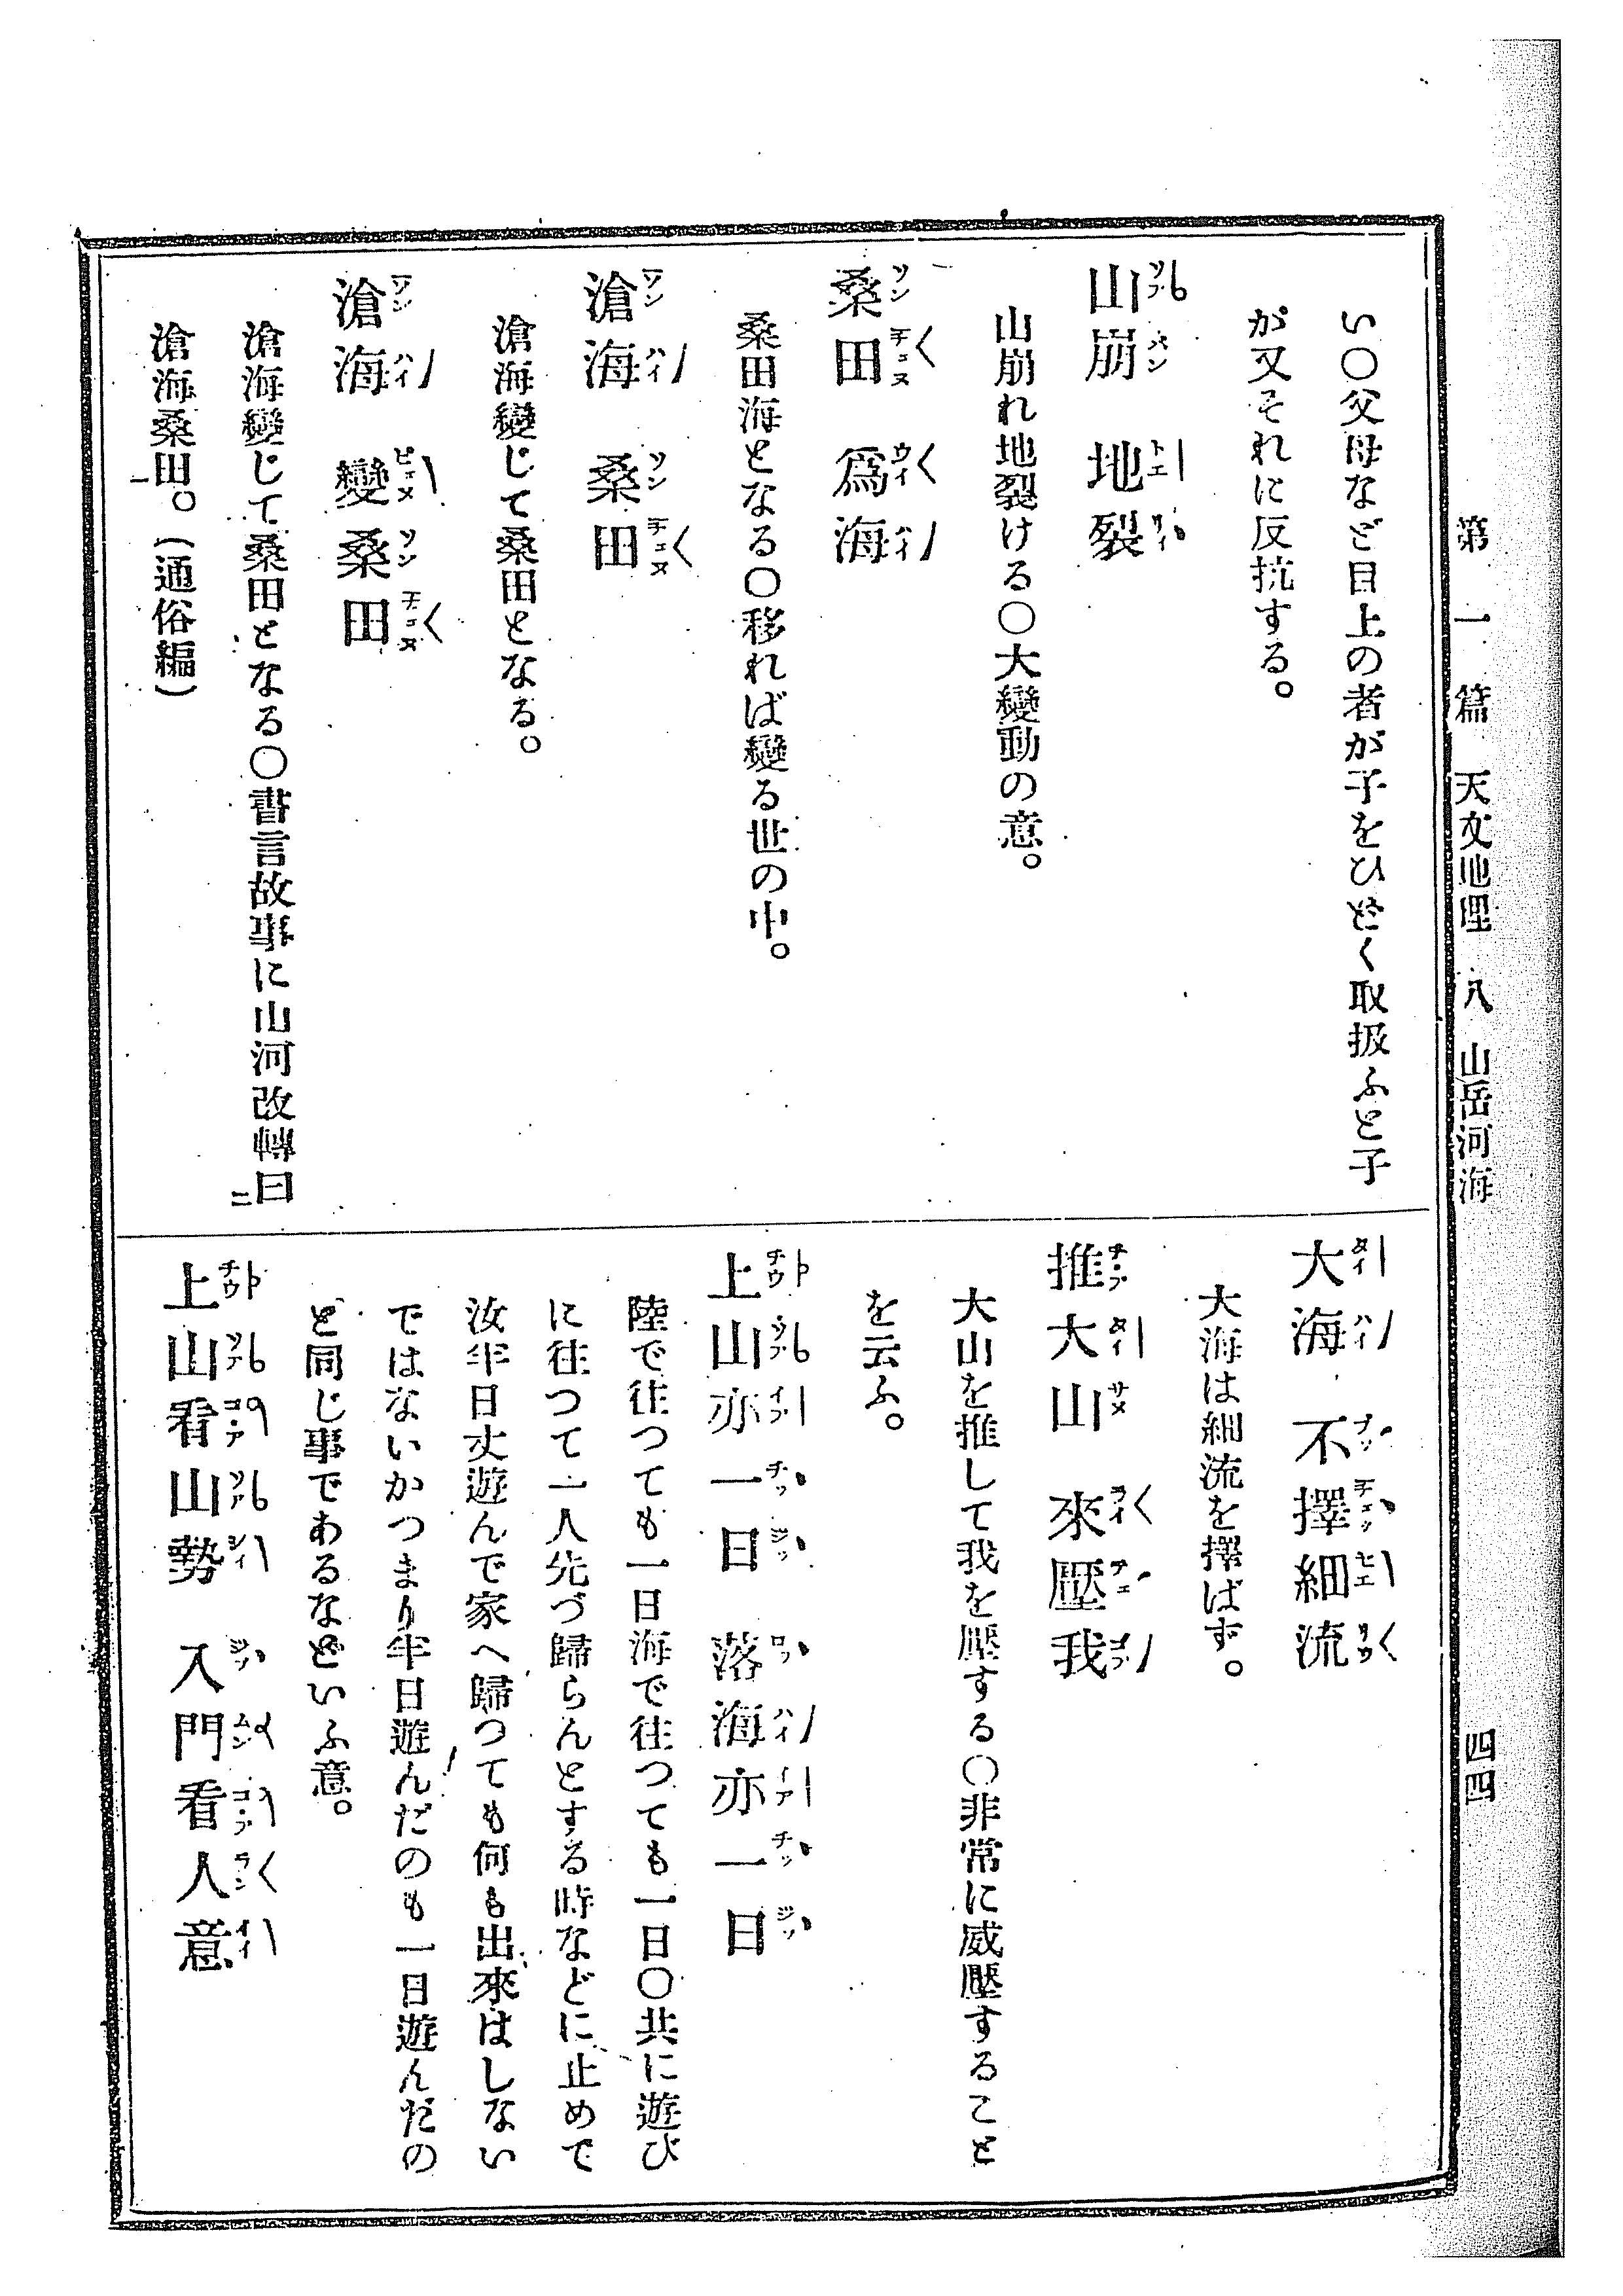 第一篇　天文地理　八　山岳河海　四四
い〇父母など目上の者が子をひどく取扱ふと子
が又それに反抗する。
山崩　地裂
山崩れ地裂ける〇大變動の意。
桑田　爲海
桑田海となる〇移れば變る世の中。
滄海　桑田
滄海變じて桑田となる。
滄海　變桑田
滄海變じて桑田となる〇書言故事に山河改轉曰
滄海桑田。（通俗編）
大海　不擇細流
大海は細流を擇ばず。
推大山　來壓我
大山を推して我を壓する〇非常に威壓すること
を云ふ。
上山亦一日　落海亦一日
陸で往つても一日海で往つても一日〇共に遊び
に往つて一人先づ歸らんとする時などに止めで
汝半日丈遊んで家へ歸つても何も出來はしない
ではないかつまり半日遊んだのも一日遊んだの
と同じ事であるなどいふ意。
上山看山勢　入門看人意